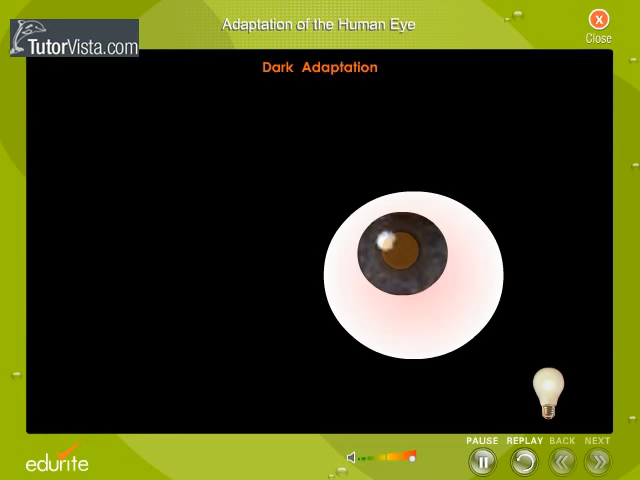 Adaptation of the Human Eye
TutorVista.com
Close
Dark Adaptation
PAUSE REPLAY BACK NEXT
edurite